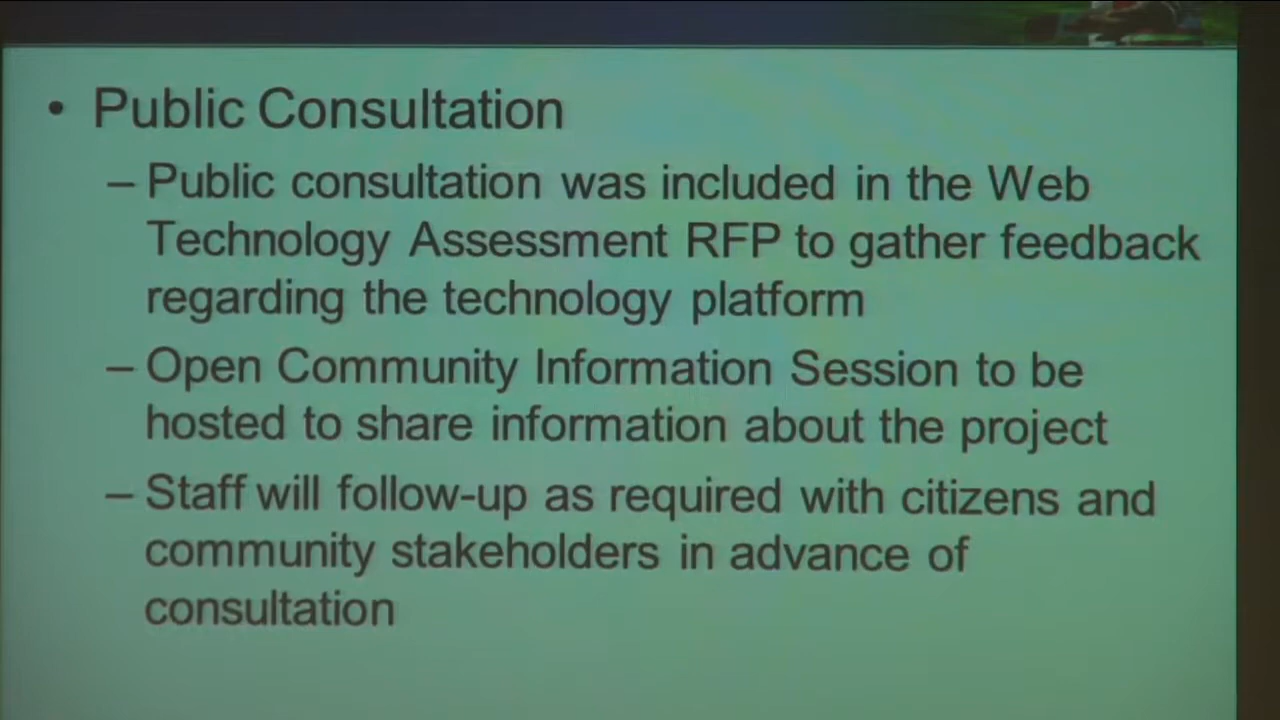 • Public Consultation
– Public consultation was included in the Web
Technology Assessment RFP to gather feedback
regarding the technology platform
– Open Community Information Session to be
hosted to share information about the project
– Staff will follow-up as required with citizens and
community stakeholders in advance of
consultation